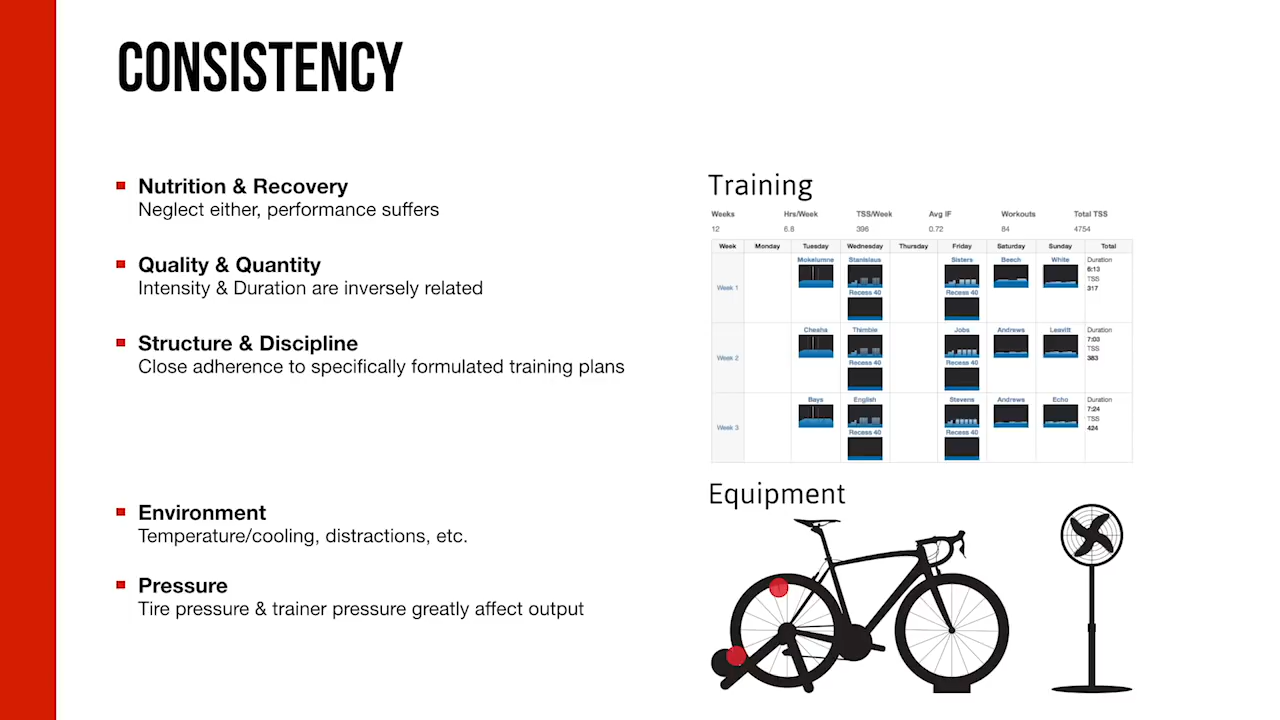 CONSISTENCY
Nutrition & Recovery
Neglect either, performance suffers
Quality & Quantity
Intensity & Duration are inversely related
Structure & Discipline
Close adherence to specifically formulated training plans
Environment
Temperature/cooling, distractions, etc.
Pressure
Tire pressure & trainer pressure greatly affect output
Training
Weeks Hrs/Week TSS/Week Avg IF Workouts Total TSS
12 6.8 396 0.72 84 4754
Week Monday Tuesday Wednesday Thursday Friday Saturday Sunday Total
Mokelumne Stanislaus Sisters Beech White Duration
6:13
TSS
Week 1 317
Recess 40 Recess 40
Cheaha Thimble Jobs Andrews Leavitt Duration
7:03
TSS
Week 2 383
Recess 40 Recess 40
Bays English Stevens Andrews Echo Duration
7:24
TSS
Week 3 424
Recess 40 Recess 40
Equipment